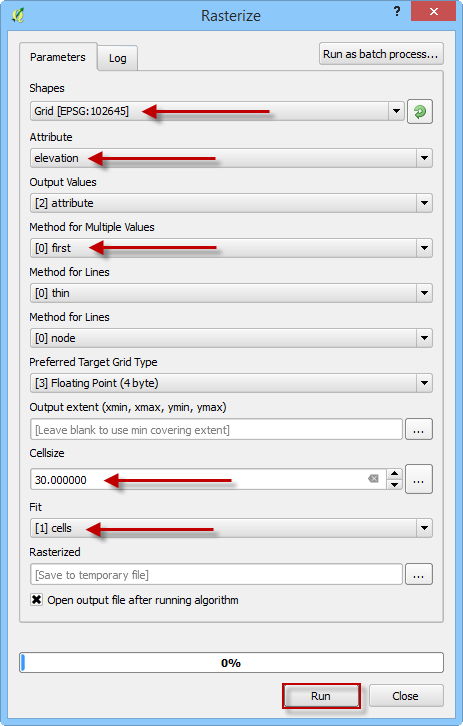 Rasterize
?
Parameters
Log
Run as batch process...
Shapes
Grid [EPSG:102645]
Attribute
elevation
Output Values
[2] attribute
Method for Multiple Values
[0] first
Method for Lines
[0] thin
Method for Lines
[0] node
Preferred Target Grid Type
[3] Floating Point (4 byte)
Output extent (xmin, xmax, ymin, ymax)
[Leave blank to use min covering extent]
...
Cellsize
30.000000
...
Fit
[1] cells
Rasterized
[Save to temporary file]
...
Open output file after running algorithm
0%
Run
Close